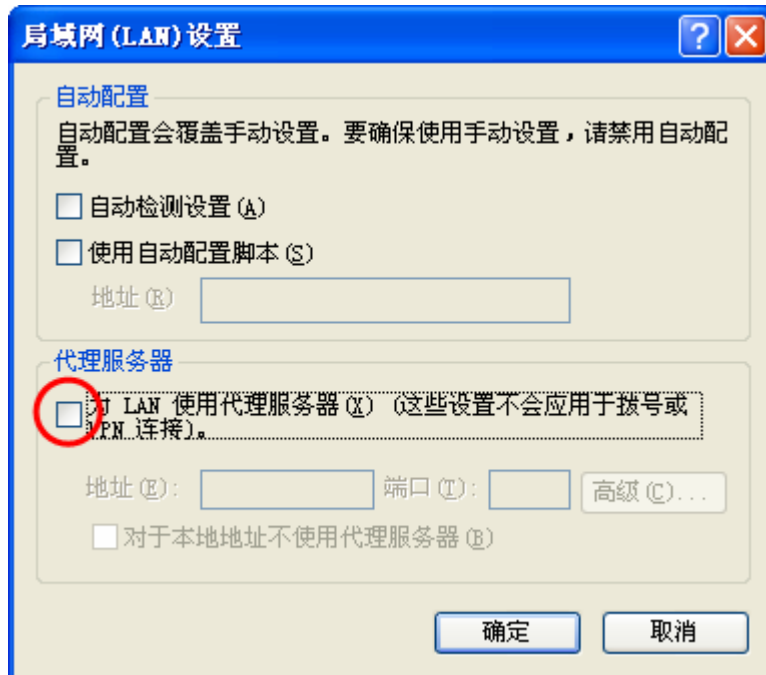 局域网(LAN)设置
自动配置
自动配置会覆盖手动设置。要确保使用手动设置，请禁用自动配
置。
自动检测设置(A)
使用自动配置脚本(S)
地址(R)
代理服务器
对 LAN 使用代理服务器(X) (这些设置不会应用于拨号或
VPN 连接)。
地址(E): 端口(T): 高级(C)...
对于本地地址不使用代理服务器(B)
确定 取消